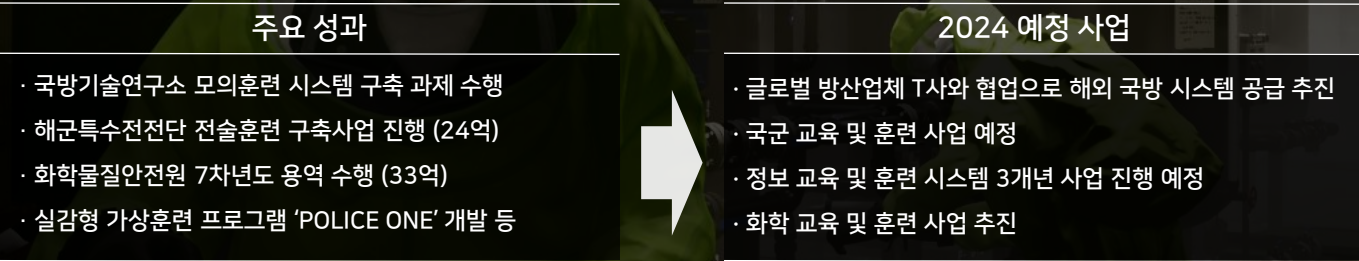 주요 성과
· 국방기술연구소 모의훈련 시스템 구축 과제 수행
· 해군특수전전단 전술훈련 구축사업 진행 (24억)
· 화학물질안전원 7차년도 용역 수행 (33억)
· 실감형 가상훈련 프로그램 ‘POLICE ONE’ 개발 등
2024 예정 사업
· 글로벌 방산업체 T사와 협업으로 해외 국방 시스템 공급 추진
· 국군 교육 및 훈련 사업 예정
· 정보 교육 및 훈련 시스템 3개년 사업 진행 예정
· 화학 교육 및 훈련 사업 추진